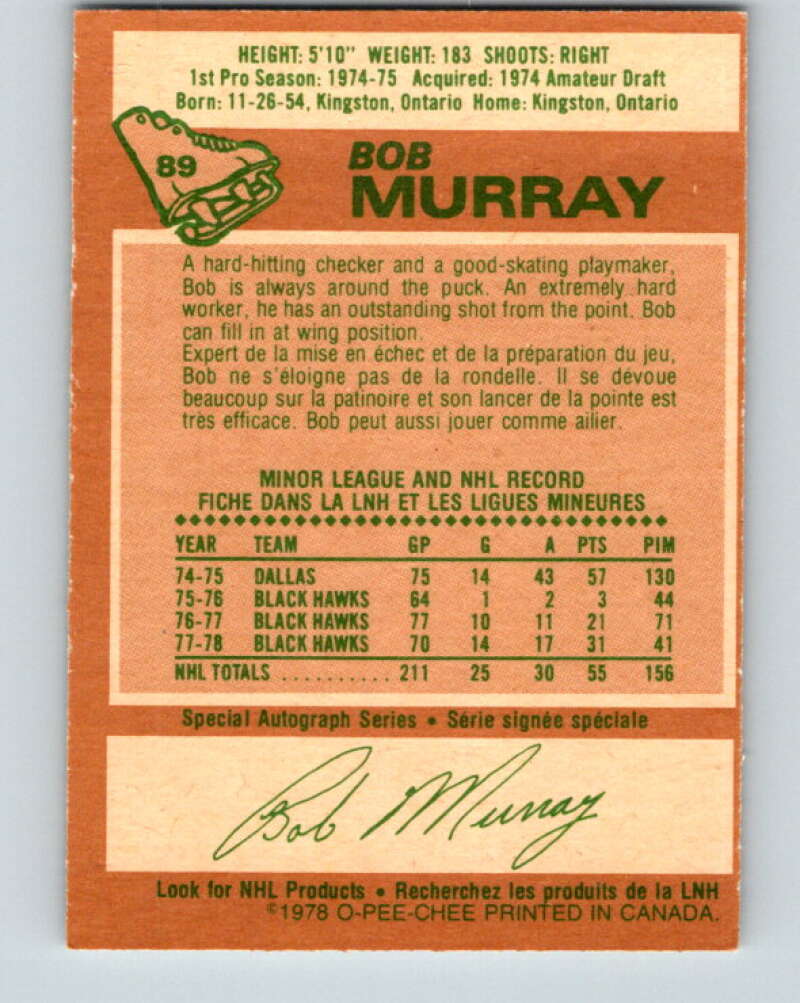 HEIGHT: 5'10" WEIGHT: 183 SHOOTS: RIGHT
1st Pro Season: 1974-75 Acquired: 1974 Amateur Draft
Born: 11-26-54, Kingston, Ontario Home: Kingston, Ontario
89
BOB
MURRAY
A hard-hitting checker and a good-skating playmaker,
Bob is always around the puck. An extremely hard
worker, he has an outstanding shot from the point. Bob
can fill in at wing position.
Expert de la mise en échec et de la préparation du jeu,
Bob ne s'éloigne pas de la rondelle. Il se dévoue
beaucoup sur la patinoire et son lancer de la pointe est
très efficace. Bob peut aussi jouer comme ailier.
MINOR LEAGUE AND NHL RECORD
FICHE DANS LA LNH ET LES LIGUES MINEURES
YEAR TEAM GP G A PTS PIM
74-75 DALLAS 75 14 43 57 130
75-76 BLACK HAWKS 64 1 2 3 44
76-77 BLACK HAWKS 77 10 11 21 71
77-78 BLACK HAWKS 70 14 17 31 41
NHL TOTALS .......... 211 25 30 55 156
Special Autograph Series • Série signée spéciale
Bob Murray
Look for NHL Products • Recherchez les produits de la LNH
©1978 O-PEE-CHEE PRINTED IN CANADA.